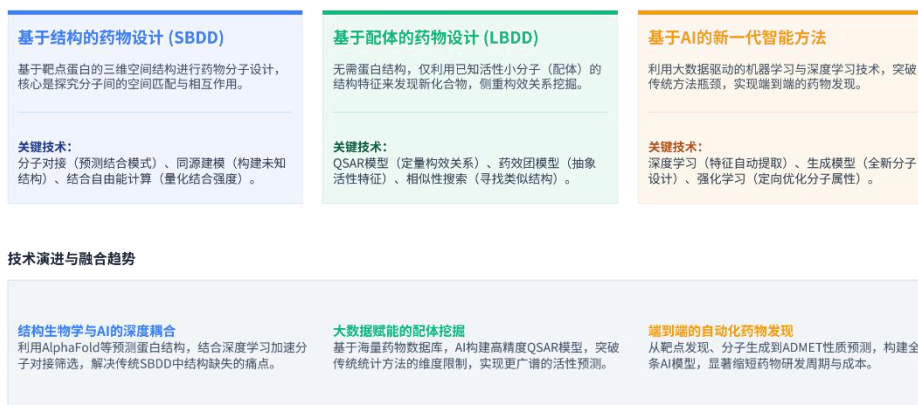 基于结构的药物设计 (SBDD)
基于靶点蛋白的三维空间结构进行药物分子设计，
核心是探究分子间的空间匹配与相互作用。
关键技术：
分子对接（预测结合模式）、同源建模（构建未知
结构）、结合自由能计算（量化结合强度）。
基于配体的药物设计 (LBDD)
无需蛋白结构，仅利用已知活性小分子（配体）的
结构特征来发现新化合物，侧重构效关系挖掘。
关键技术：
QSAR模型（定量构效关系）、药效团模型（抽象
活性特征）、相似性搜索（寻找类似结构）。
基于AI的新一代智能方法
利用大数据驱动的机器学习与深度学习技术，突破
传统方法瓶颈，实现端到端的药物发现。
关键技术：
深度学习（特征自动提取）、生成模型（全新分子
设计）、强化学习（定向优化分子属性）。
技术演进与融合趋势
结构生物学与AI的深度耦合
利用AlphaFold等预测蛋白结构，结合深度学习加速分
子对接筛选，解决传统SBDD中结构缺失的痛点。
大数据赋能的配体挖掘
基于海量药物数据库，AI构建高精度QSAR模型，突破
传统统计方法的维度限制，实现更广谱的活性预测。
端到端的自动化药物发现
从靶点发现、分子生成到ADMET性质预测，构建全
条AI模型，显著缩短药物研发周期与成本。